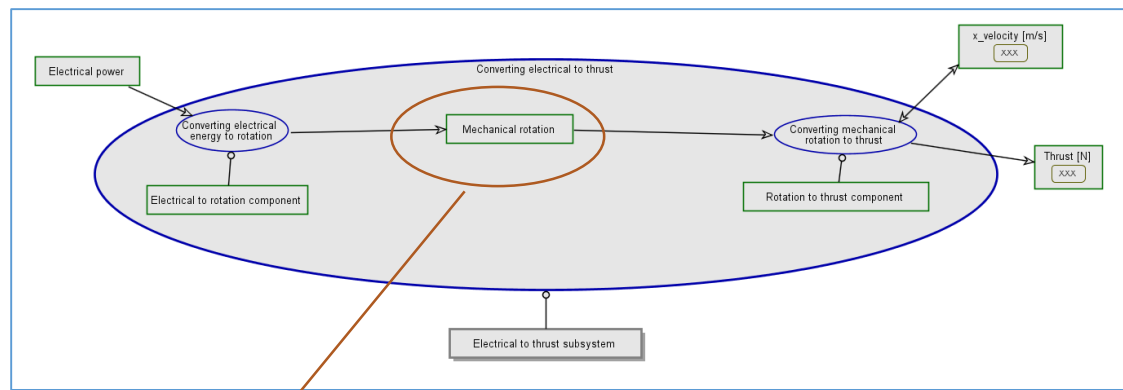 x_velocity [m/s]
xxx
Electrical power
Converting electrical to thrust
Converting electrical
energy to rotation
Mechanical rotation
Converting mechanical
rotation to thrust
Thrust [N]
xxx
Electrical to rotation component
Rotation to thrust component
Electrical to thrust subsystem